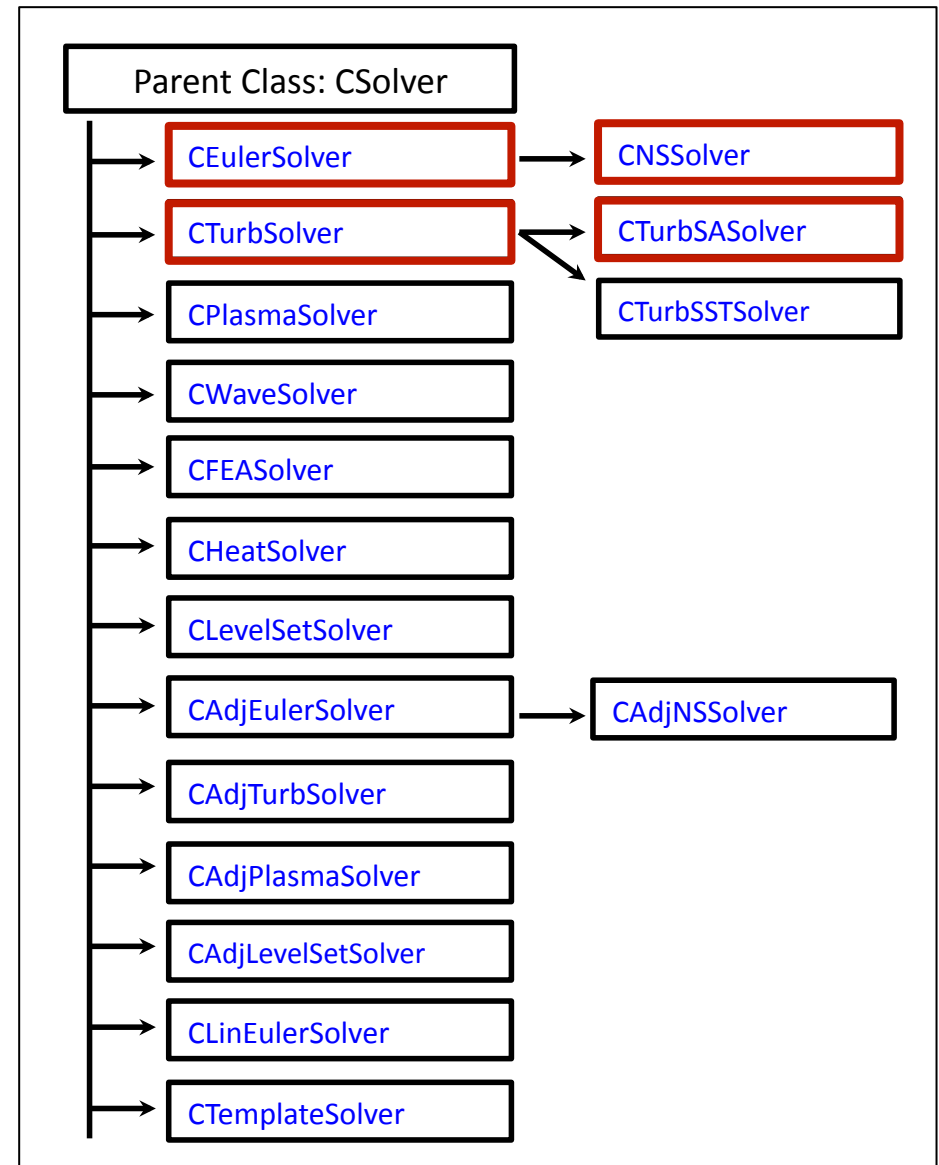 Parent Class: CSolver
CEulerSolver
CNSSolver
CTurbSolver
CTurbSASolver
CTurbSSTSolver
CPlasmaSolver
CWaveSolver
CFEASolver
CHeatSolver
CLevelSetSolver
CAdjEulerSolver
CAdjNSSolver
CAdjTurbSolver
CAdjPlasmaSolver
CAdjLevelSetSolver
CLinEulerSolver
CTemplateSolver